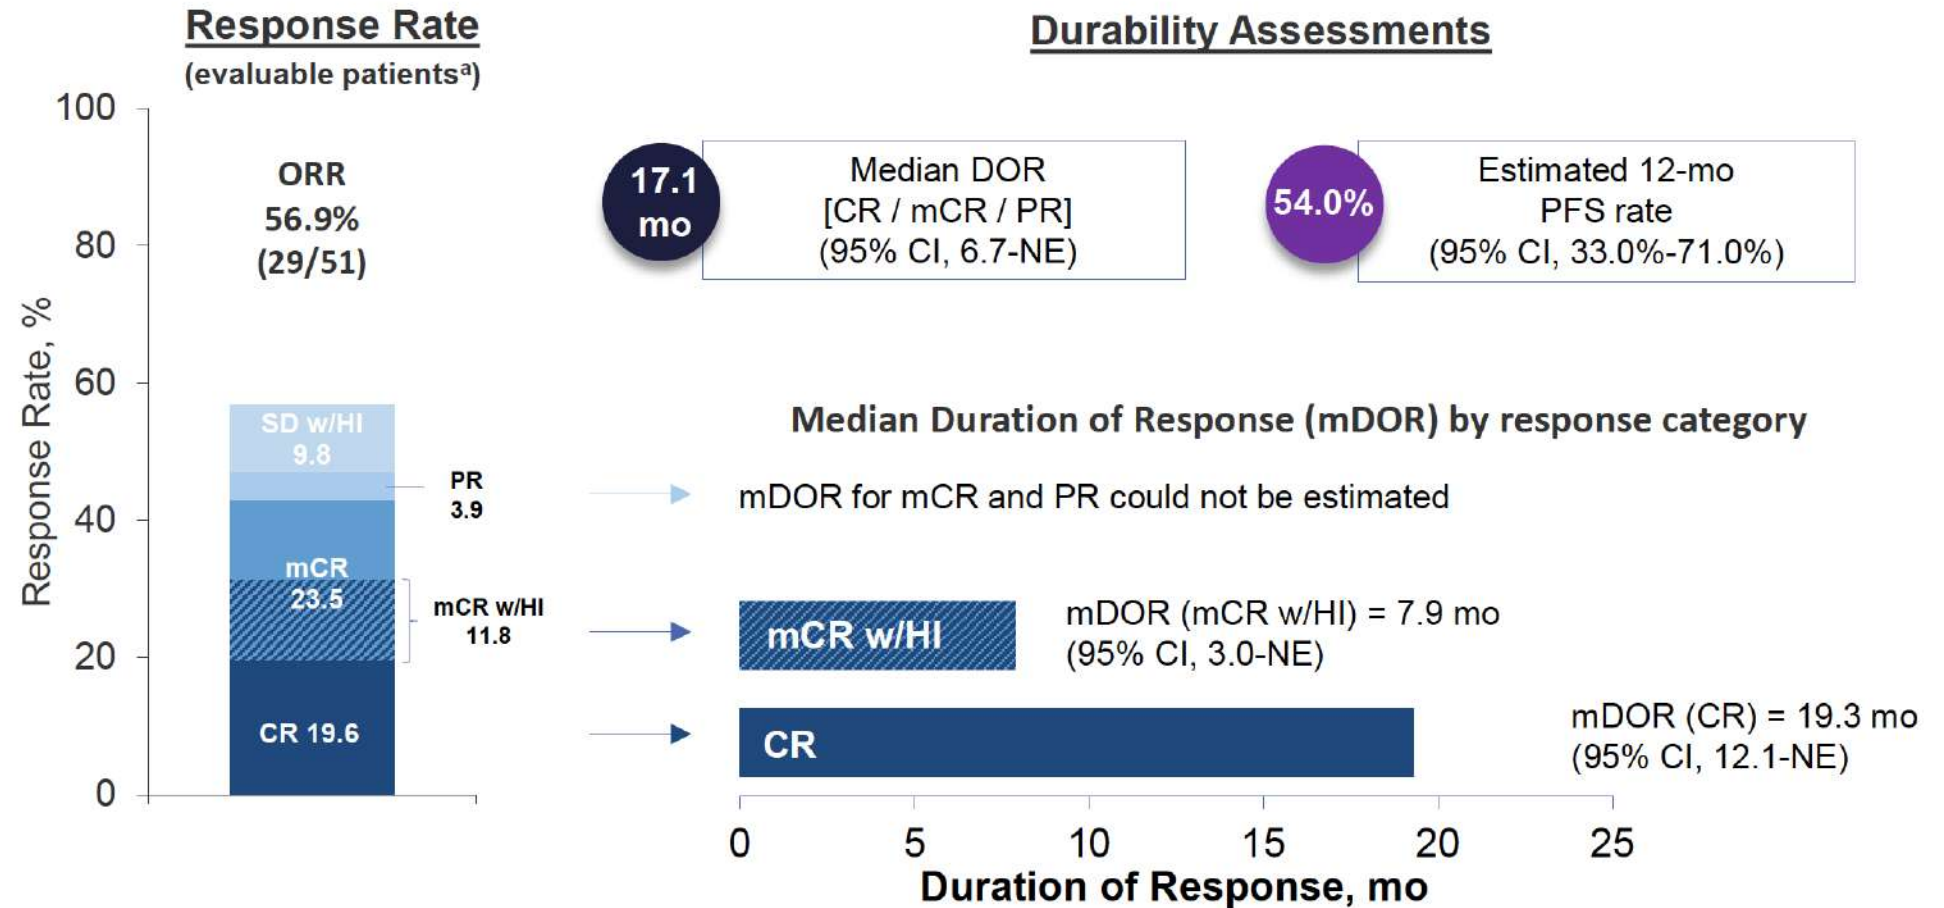 Response Rate
(evaluable patientsᵃ)
Durability Assessments
Response Rate, %
100
80
60
40
20
0
ORR
56.9%
(29/51)
SD w/HI
9.8
PR
3.9
mCR
23.5
mCR w/HI
11.8
CR 19.6
17.1
mo
Median DOR
[CR / mCR / PR]
(95% CI, 6.7-NE)
54.0%
Estimated 12-mo
PFS rate
(95% CI, 33.0%-71.0%)
Median Duration of Response (mDOR) by response category
mDOR for mCR and PR could not be estimated
mCR w/HI
mDOR (mCR w/HI) = 7.9 mo
(95% CI, 3.0-NE)
CR
mDOR (CR) = 19.3 mo
(95% CI, 12.1-NE)
0
5
10
15
20
25
Duration of Response, mo